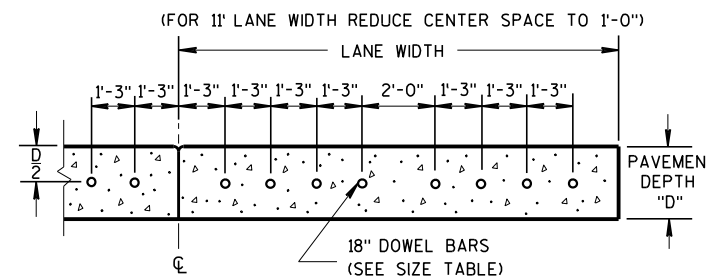 (FOR 11' LANE WIDTH REDUCE CENTER SPACE TO 1'-0")
LANE WIDTH
1'-3" 1'-3" 1'-3" 1'-3" 1'-3" 1'-3" 2'-0" 1'-3" 1'-3" 1'-3"
D
2
PAVEMEN
DEPTH
"D"
18" DOWEL BARS
(SEE SIZE TABLE)
℄